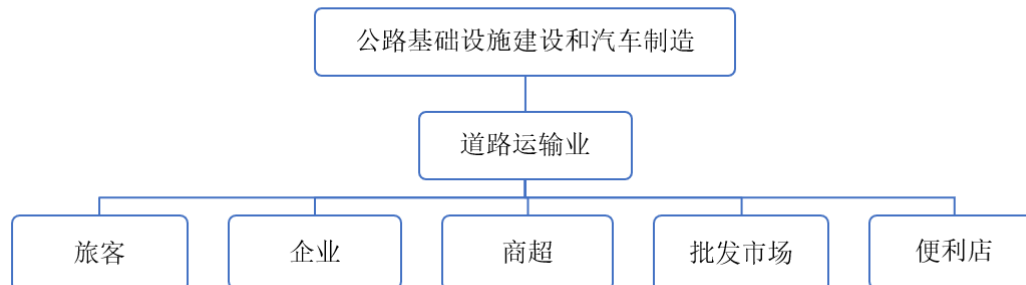 公路基础设施建设和汽车制造
道路运输业
旅客
企业
商超
批发市场
便利店